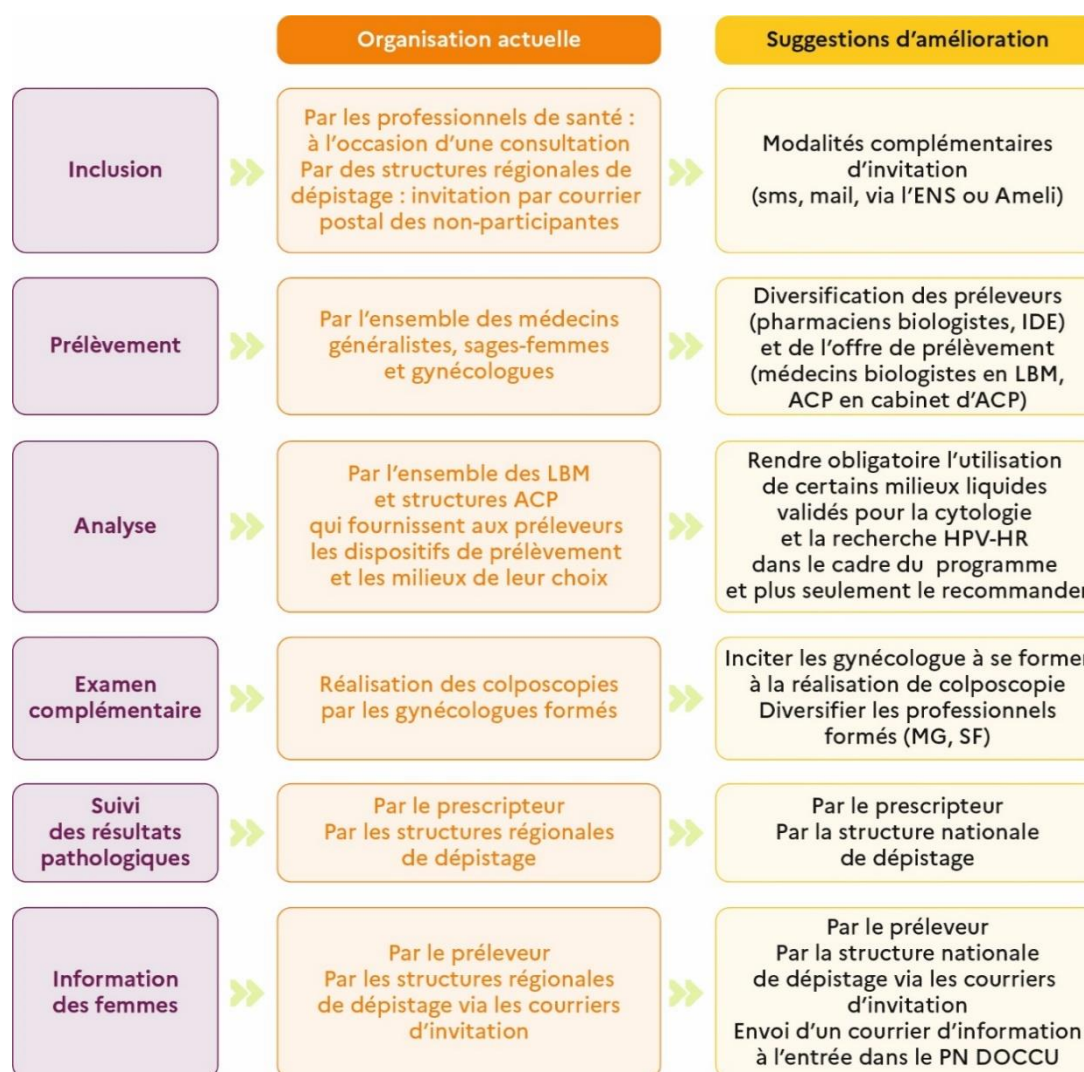 Organisation actuelle
Suggestions d'amélioration
Inclusion
Par les professionnels de santé :
à l'occasion d'une consultation
Par des structures régionales de
dépistage : invitation par courrier
postal des non-participantes
Modalités complémentaires
d'invitation
(sms, mail, via l'ENS ou Ameli)
Prélèvement
Par l'ensemble des médecins
généralistes, sages-femmes
et gynécologues
Diversification des préleveurs
(pharmaciens biologistes, IDE)
et de l'offre de prélèvement
(médecins biologistes en LBM,
ACP en cabinet d'ACP)
Analyse
Par l'ensemble des LBM
et structures ACP
qui fournissent aux préleveurs
les dispositifs de prélèvement
et les milieux de leur choix
Rendre obligatoire l'utilisation
de certains milieux liquides
validés pour la cytologie
et la recherche HPV-HR
dans le cadre du programme
et plus seulement le recommander
Examen
complémentaire
Réalisation des colposcopies
par les gynécologues formés
Inciter les gynécologue à se former
à la réalisation de colposcopie
Diversifier les professionnels
formés (MG, SF)
Suivi
des résultats
pathologiques
Par le prescripteur
Par les structures régionales
de dépistage
Par le prescripteur
Par la structure nationale
de dépistage
Information
des femmes
Par le préleveur
Par les structures régionales
de dépistage via les courriers
d'invitation
Par le préleveur
Par la structure nationale
de dépistage via les courriers
d'invitation
Envoi d'un courrier d'information
à l'entrée dans le PN DOCCU